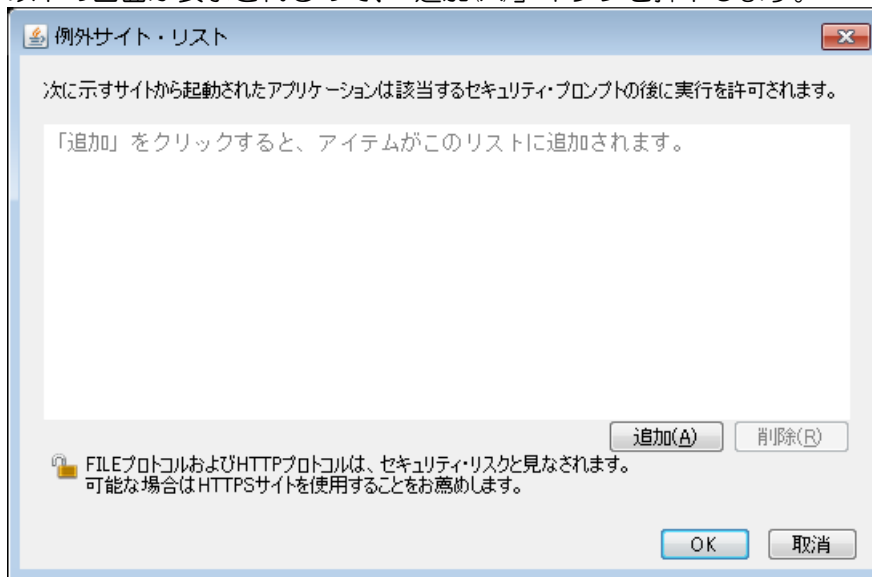 例外サイト・リスト
次に示すサイトから起動されたアプリケーションは該当するセキュリティ・プロンプトの後に実行を許可されます。
「追加」をクリックすると、アイテムがこのリストに追加されます。
追加(A) 削除(R)
FILEプロトコルおよびHTTPプロトコルは、セキュリティ・リスクと見なされます。
可能な場合はHTTPSサイトを使用することをお薦めします。
OK 取消